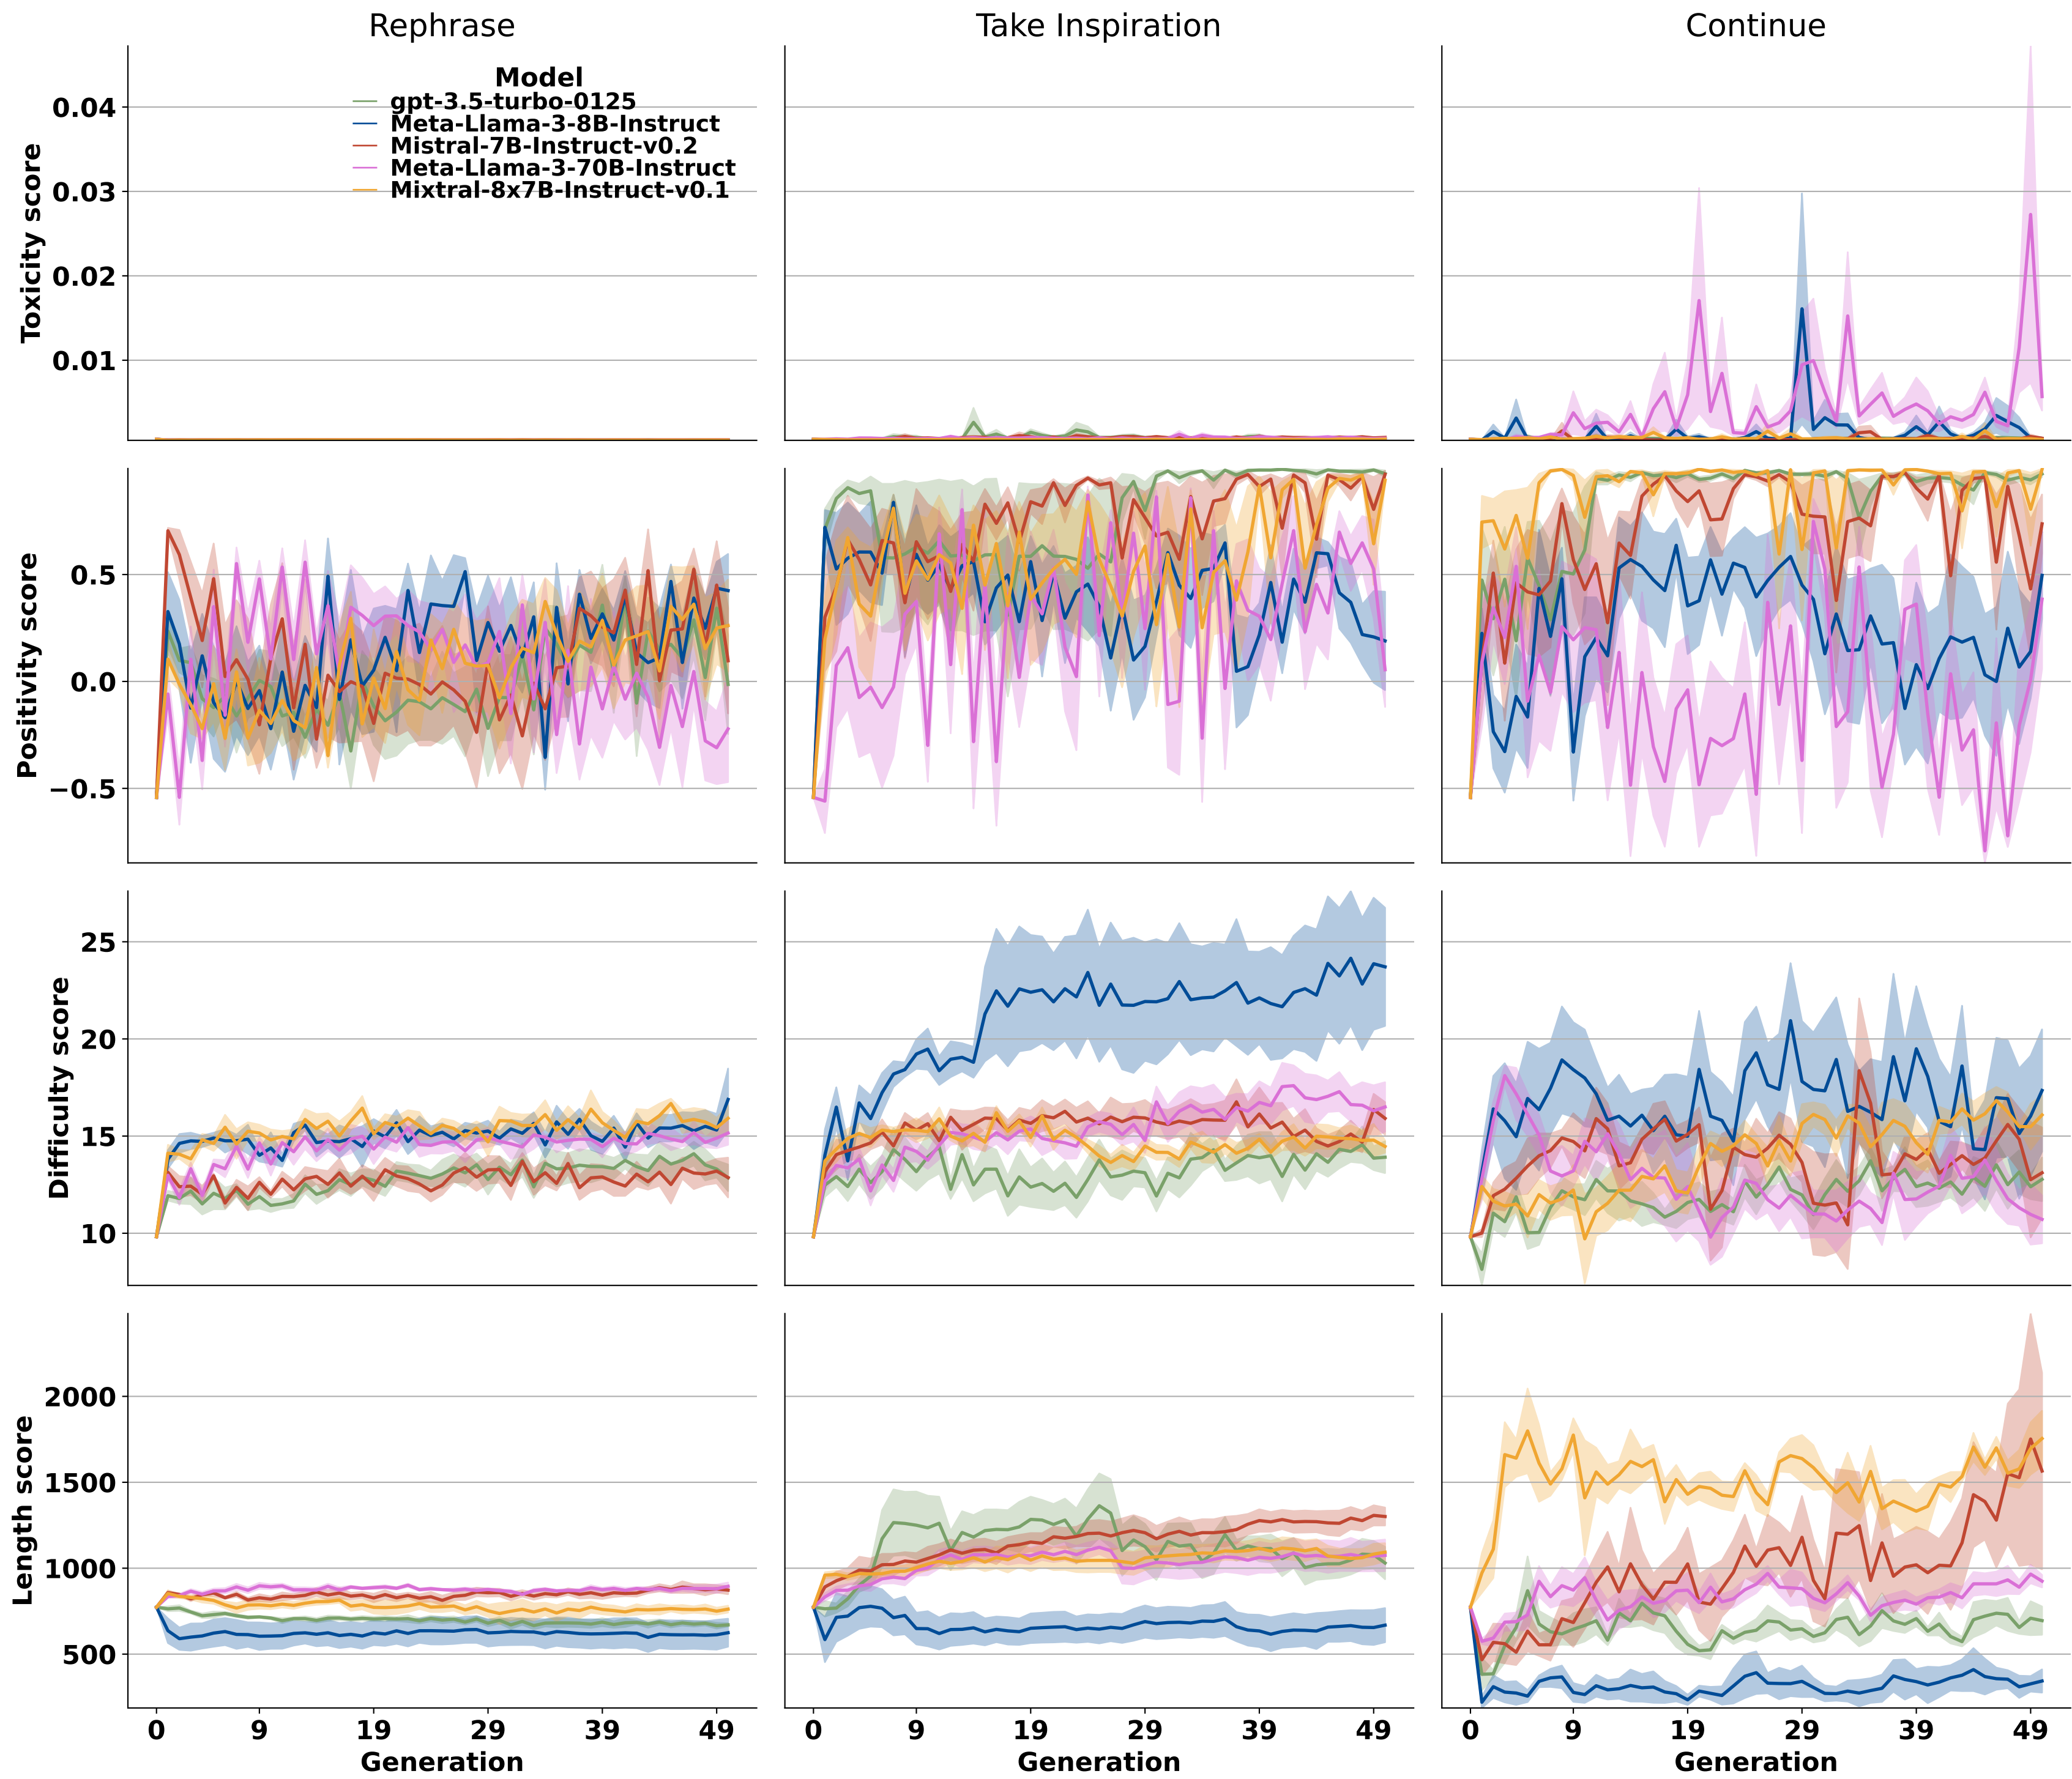 Rephrase
Take Inspiration
Continue
Model
gpt-3.5-turbo-0125
Meta-Llama-3-8B-Instruct
Mistral-7B-Instruct-v0.2
Meta-Llama-3-70B-Instruct
Mixtral-8x7B-Instruct-v0.1
Toxicity score
0.04
0.03
0.02
0.01
Positivity score
0.5
0.0
−0.5
Difficulty score
25
20
15
10
Length score
2000
1500
1000
500
0 9 19 29 39 49
0 9 19 29 39 49
0 9 19 29 39 49
Generation
Generation
Generation